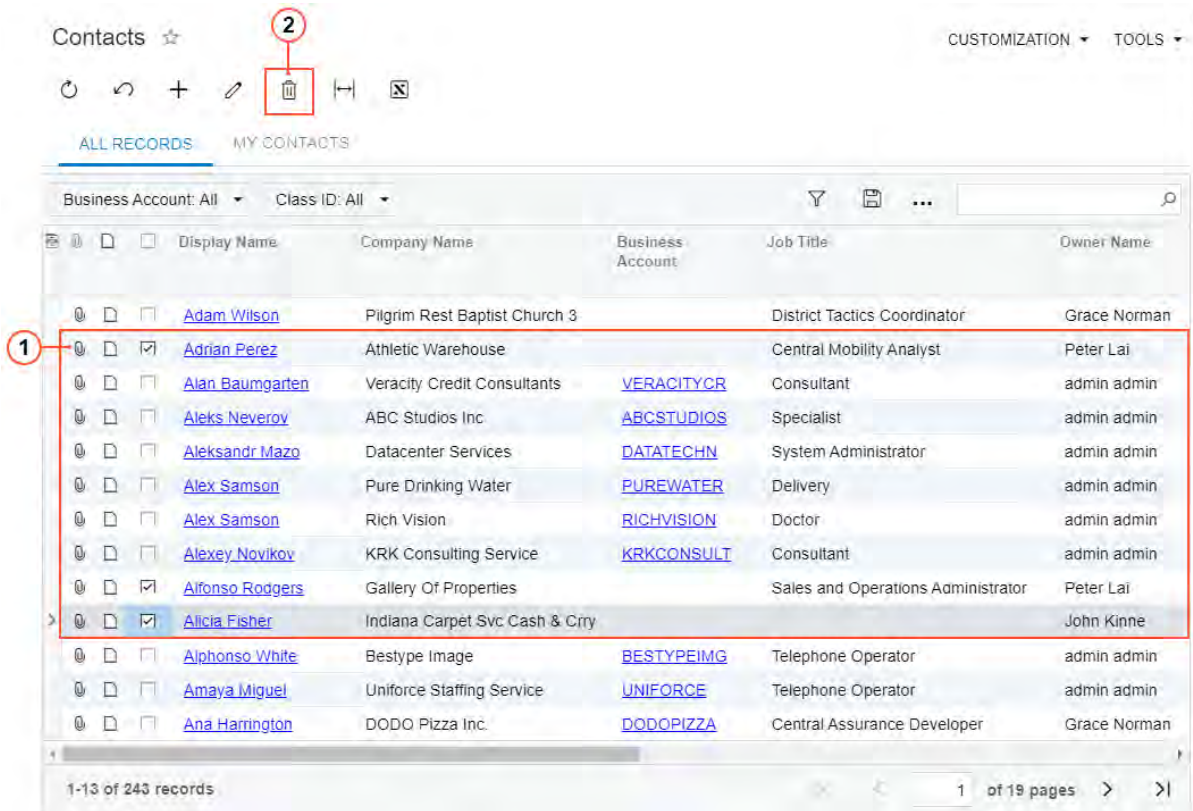 2
Contacts
CUSTOMIZATION TOOLS
ALL RECORDS MY CONTACTS
Business Account: All Class ID: All ...
Display Name Company Name Business Account Job Title Owner Name
Adam Wilson Pilgrim Rest Baptist Church 3 District Tactics Coordinator Grace Norman
1
Adrian Perez Athletic Warehouse Central Mobility Analyst Peter Lai
Alan Baumgarten Veracity Credit Consultants VERACITYCR Consultant admin admin
Aleks Neverov ABC Studios Inc ABCSTUDIOS Specialist admin admin
Aleksandr Mazo Datacenter Services DATATECHN System Administrator admin admin
Alex Samson Pure Drinking Water PUREWATER Delivery admin admin
Alex Samson Rich Vision RICHVISION Doctor admin admin
Alexey Novikov KRK Consulting Service KRKCONSULT Consultant admin admin
Alfonso Rodgers Gallery Of Properties Sales and Operations Administrator Peter Lai
Alicia Fisher Indiana Carpet Svc Cash & Crry John Kinne
Alphonso White Bestype Image BESTYPEIMG Telephone Operator admin admin
Amaya Miguel Uniforce Staffing Service UNIFORCE Telephone Operator admin admin
Ana Harrington DODO Pizza Inc. DODOPIZZA Central Assurance Developer Grace Norman
1-13 of 243 records 1 of 19 pages